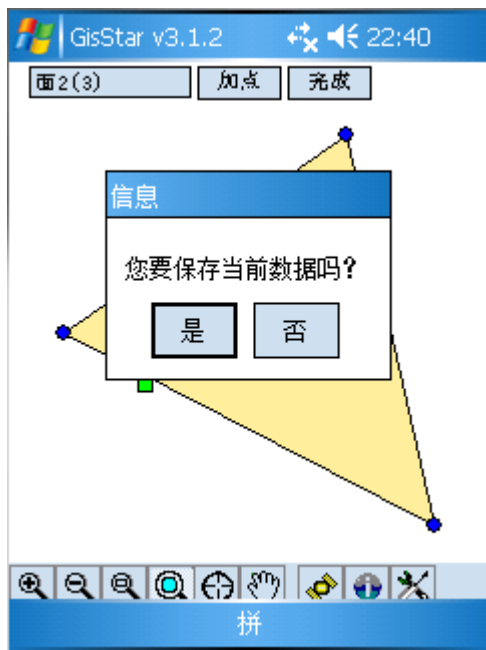 GisStar v3.1.2 22:40
面2(3) 加点 完成
信息
您要保存当前数据吗?
是 否
拼